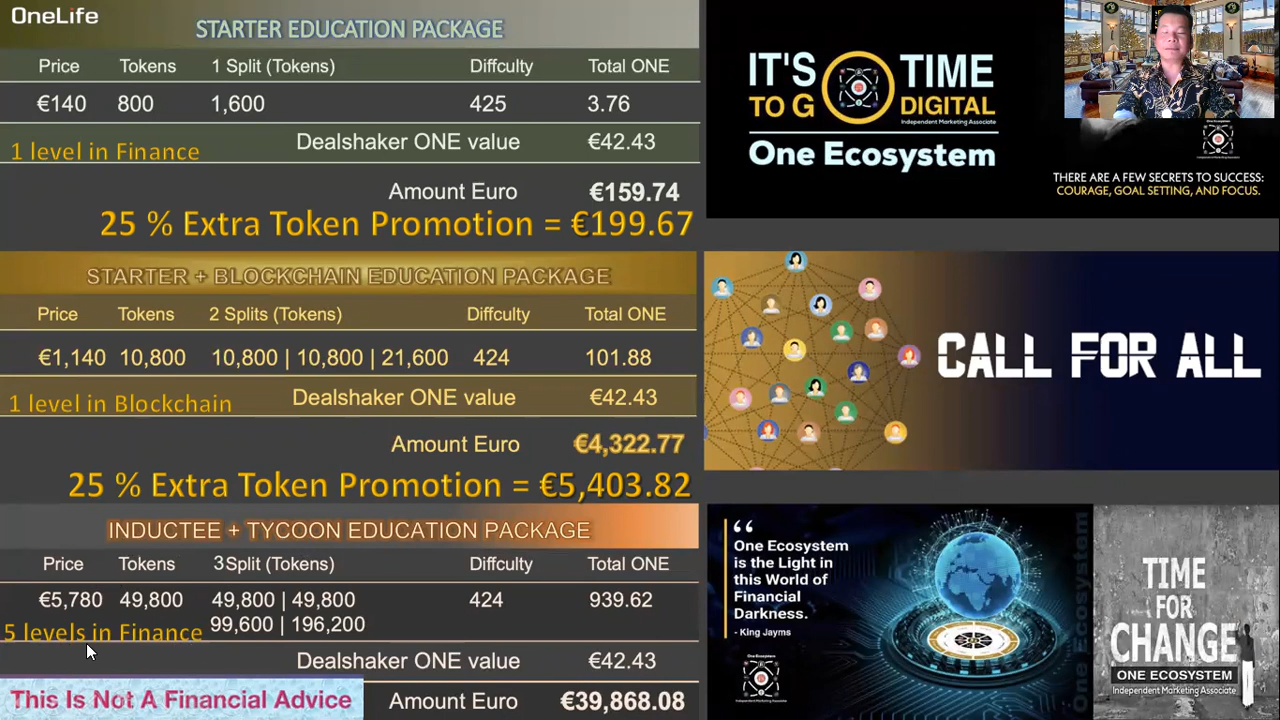 OneLife
STARTER EDUCATION PACKAGE
Price Tokens 1 Split (Tokens) Diffculty Total ONE
€140 800 1,600 425 3.76
1 level in Finance Dealshaker ONE value €42.43
Amount Euro €159.74
25 % Extra Token Promotion = €199.67
STARTER + BLOCKCHAIN EDUCATION PACKAGE
Price Tokens 2 Splits (Tokens) Diffculty Total ONE
€1,140 10,800 10,800 | 10,800 | 21,600 424 101.88
1 level in Blockchain Dealshaker ONE value €42.43
Amount Euro €4,322.77
25 % Extra Token Promotion = €5,403.82
INDUCTEE + TYCOON EDUCATION PACKAGE
Price Tokens 3Split (Tokens) Diffculty Total ONE
€5,780 49,800 49,800 | 49,800 424 939.62
5 levels in Finance 99,600 | 196,200
Dealshaker ONE value €42.43
This Is Not A Financial Advice
Amount Euro €39,868.08
IT'S TIME
TO GO DIGITAL
Independent Marketing Associate
One Ecosystem
THERE ARE A FEW SECRETS TO SUCCESS:
COURAGE, GOAL SETTING, AND FOCUS.
CALL FOR ALL
“
One Ecosystem
is the Light in
this World of
Financial
Darkness.
- King Jayms
One Ecosystem
TIME
FOR
CHANGE
ONE ECOSYSTEM
Independent Marketing Associate